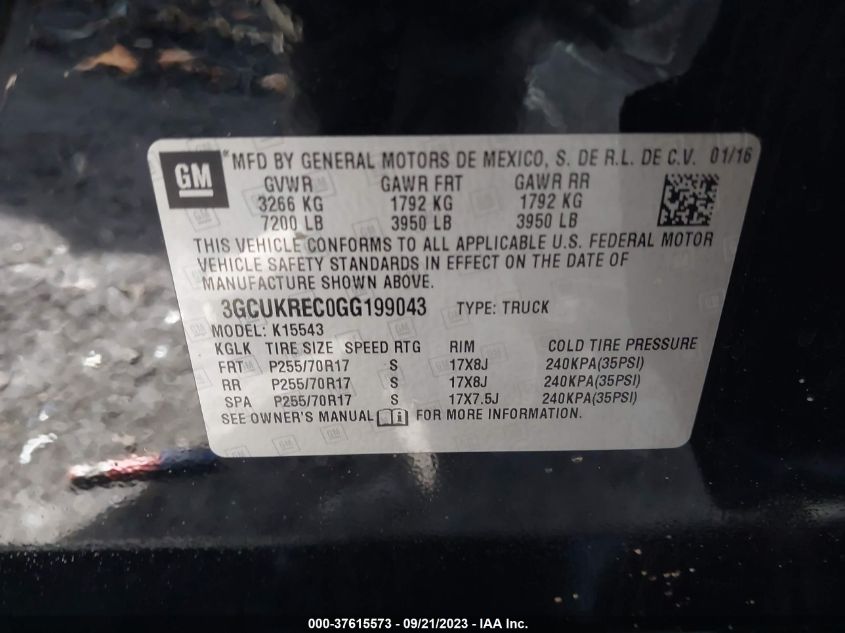 GM
*MFD BY GENERAL MOTORS DE MEXICO, S. DE R.L. DE C.V. 01/16
GVWR GAWR FRT GAWR RR
3266 KG 1792 KG 1792 KG
7200 LB 3950 LB 3950 LB
THIS VEHICLE CONFORMS TO ALL APPLICABLE U.S. FEDERAL MOTOR
VEHICLE SAFETY STANDARDS IN EFFECT ON THE DATE OF
MANUFACTURE SHOWN ABOVE.
3GCUKREC0GG199043 TYPE: TRUCK
MODEL: K15543
KGLK TIRE SIZE SPEED RTG RIM COLD TIRE PRESSURE
FRT P255/70R17 S 17X8J 240KPA(35PSI)
RR P255/70R17 S 17X8J 240KPA(35PSI)
SPA P255/70R17 S 17X7.5J 240KPA(35PSI)
SEE OWNER'S MANUAL FOR MORE INFORMATION.
000-37615573 - 09/21/2023 - IAA Inc.